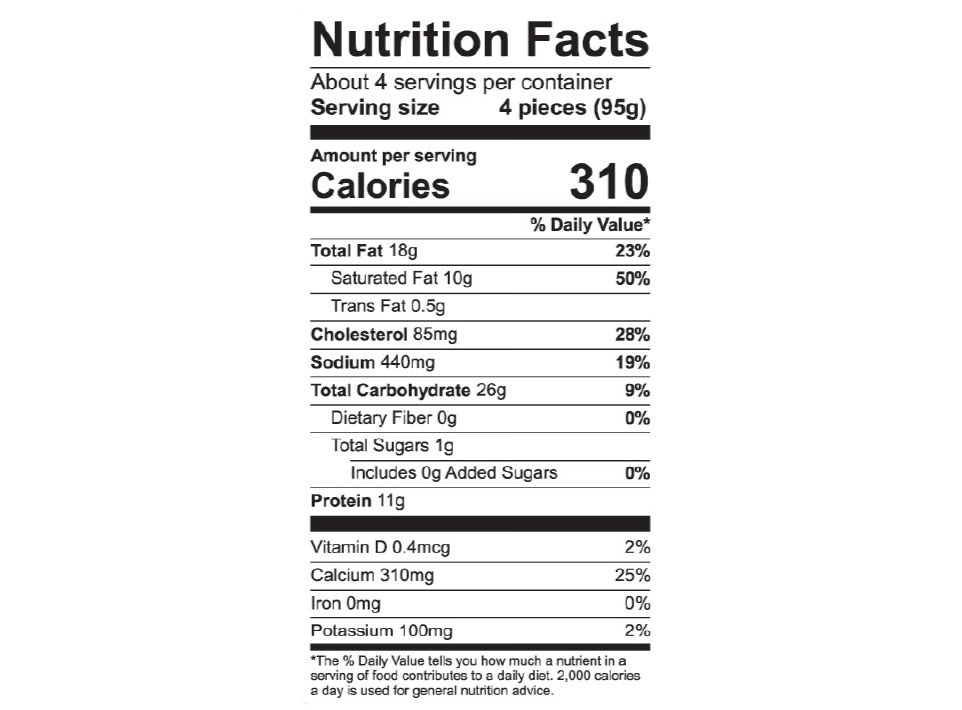 Nutrition Facts
About 4 servings per container
Serving size 4 pieces (95g)
Amount per serving
Calories 310
% Daily Value*
Total Fat 18g 23%
Saturated Fat 10g 50%
Trans Fat 0.5g
Cholesterol 85mg 28%
Sodium 440mg 19%
Total Carbohydrate 26g 9%
Dietary Fiber 0g 0%
Total Sugars 1g
Includes 0g Added Sugars 0%
Protein 11g
Vitamin D 0.4mcg 2%
Calcium 310mg 25%
Iron 0mg 0%
Potassium 100mg 2%
*The % Daily Value tells you how much a nutrient in a
serving of food contributes to a daily diet. 2,000 calories
a day is used for general nutrition advice.